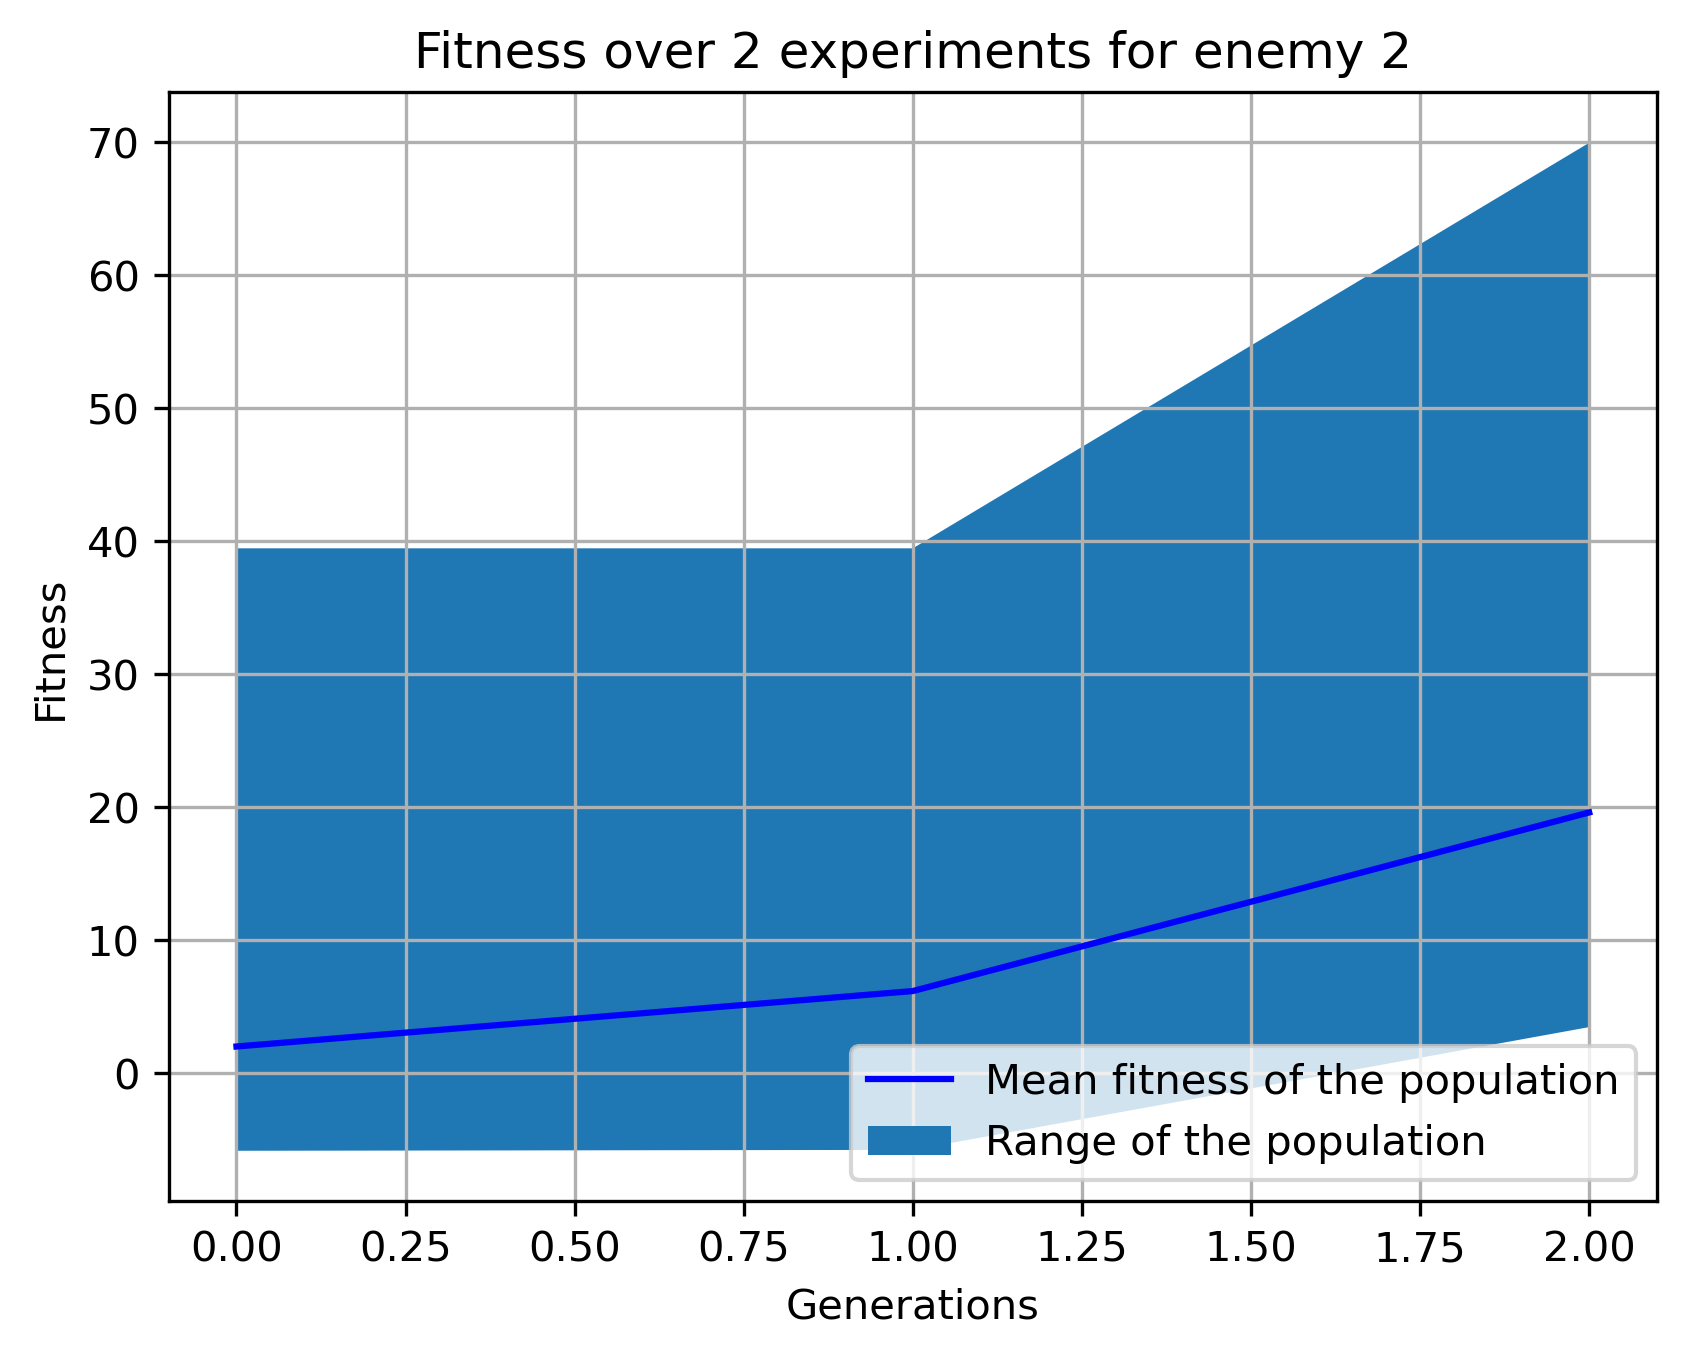 Fitness over 2 experiments for enemy 2
70
60
50
40
30
20
10
0
Fitness
Mean fitness of the population
Range of the population
0.00 0.25 0.50 0.75 1.00 1.25 1.50 1.75 2.00
Generations